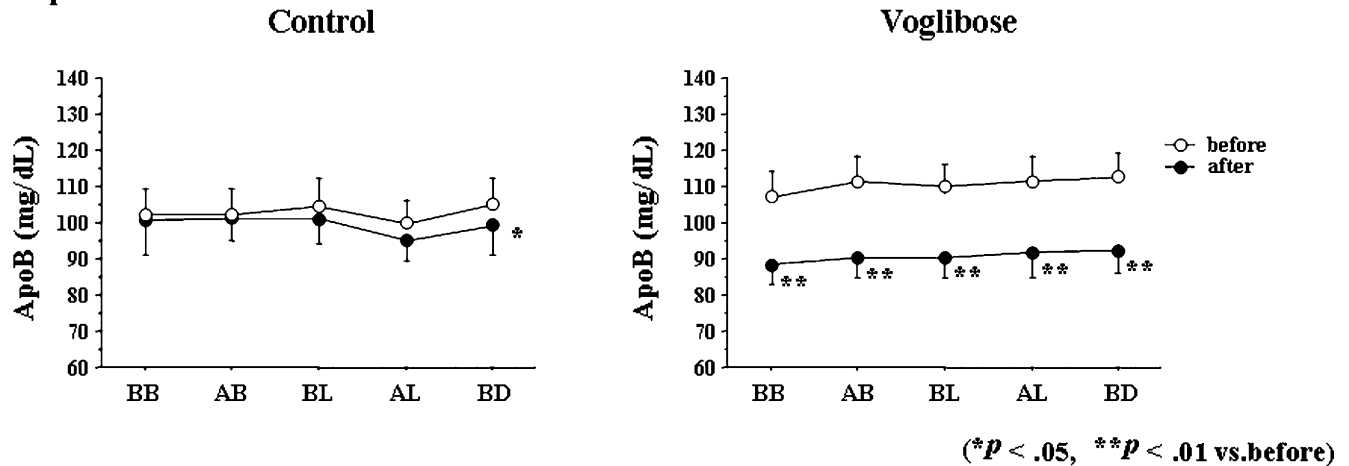 Control
Voglibose
ApoB (mg/dL)
140
130
120
110
100
90
80
70
60
BB AB BL AL BD
*
ApoB (mg/dL)
140
130
120
110
100
90
80
70
60
BB AB BL AL BD
** ** ** ** **
before
after
(*p < .05, **p < .01 vs.before)